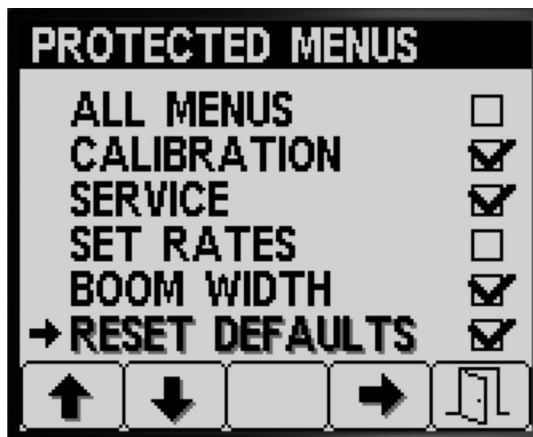 PROTECTED MENUS
ALL MENUS
CALIBRATION
SERVICE
SET RATES
BOOM WIDTH
RESET DEFAULTS